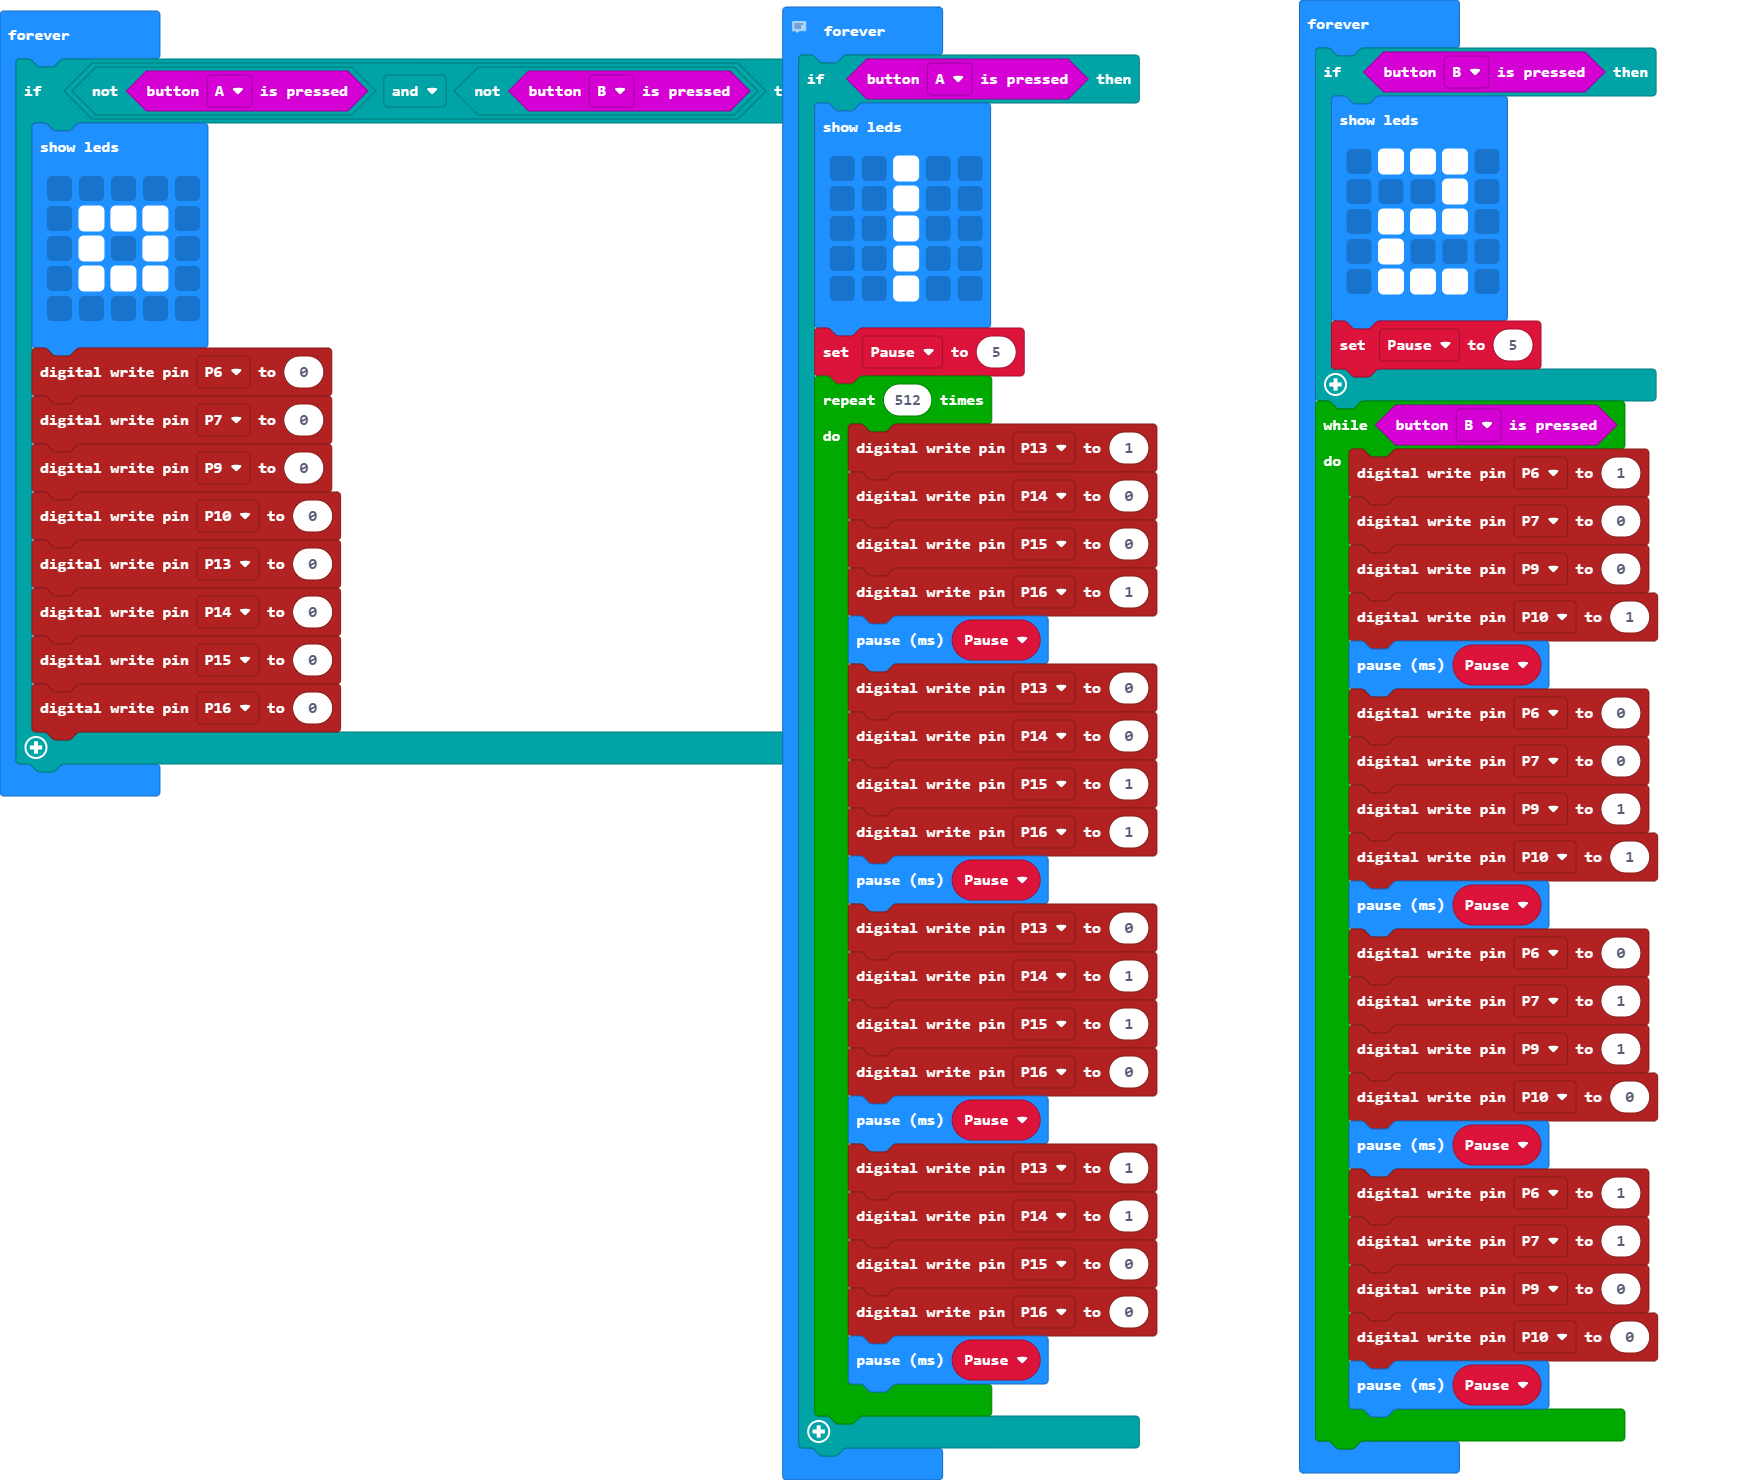 forever
if not button A is pressed and not button B is pressed t
show leds
digital write pin P6 to 0
digital write pin P7 to 0
digital write pin P9 to 0
digital write pin P10 to 0
digital write pin P13 to 0
digital write pin P14 to 0
digital write pin P15 to 0
digital write pin P16 to 0
forever
if button A is pressed then
show leds
set Pause to 5
repeat 512 times
do
digital write pin P13 to 1
digital write pin P14 to 0
digital write pin P15 to 0
digital write pin P16 to 1
pause (ms) Pause
digital write pin P13 to 0
digital write pin P14 to 0
digital write pin P15 to 1
digital write pin P16 to 1
pause (ms) Pause
digital write pin P13 to 0
digital write pin P14 to 1
digital write pin P15 to 1
digital write pin P16 to 0
pause (ms) Pause
digital write pin P13 to 1
digital write pin P14 to 1
digital write pin P15 to 0
digital write pin P16 to 0
pause (ms) Pause
forever
if button B is pressed then
show leds
set Pause to 5
while button B is pressed
do
digital write pin P6 to 1
digital write pin P7 to 0
digital write pin P9 to 0
digital write pin P10 to 1
pause (ms) Pause
digital write pin P6 to 0
digital write pin P7 to 0
digital write pin P9 to 1
digital write pin P10 to 1
pause (ms) Pause
digital write pin P6 to 0
digital write pin P7 to 1
digital write pin P9 to 1
digital write pin P10 to 0
pause (ms) Pause
digital write pin P6 to 1
digital write pin P7 to 1
digital write pin P9 to 0
digital write pin P10 to 0
pause (ms) Pause